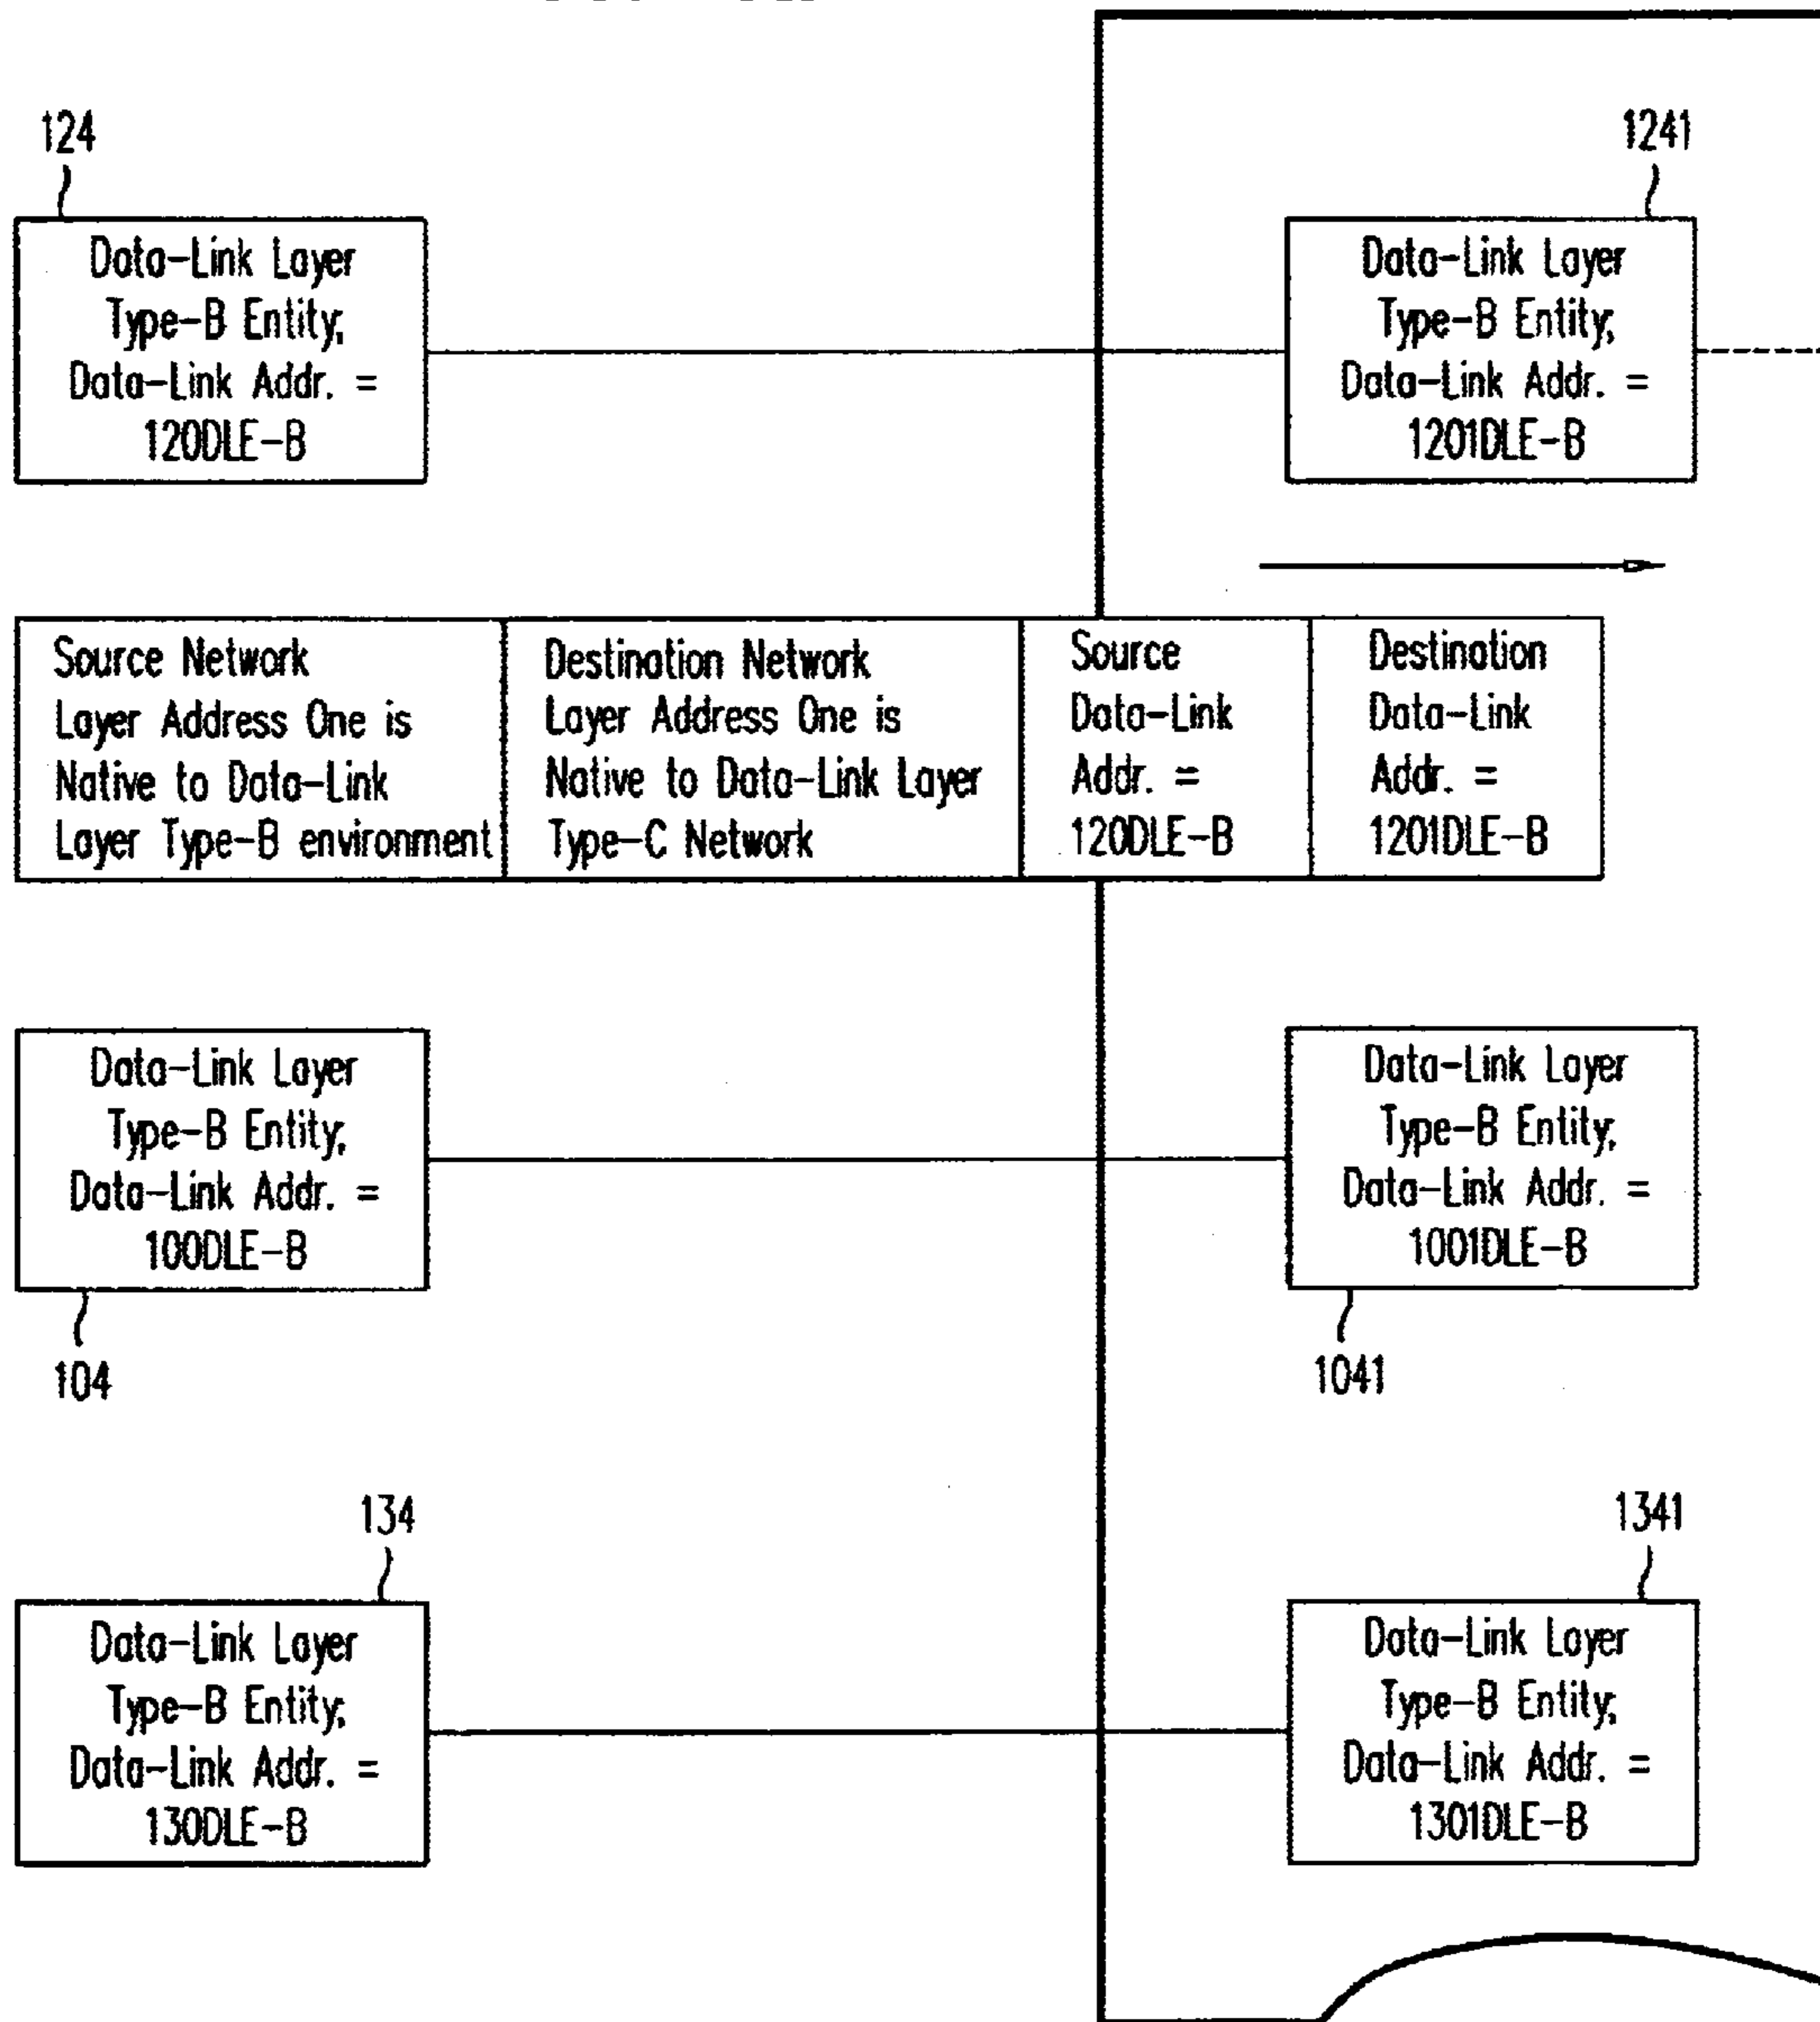 124
1241
Data-Link Layer
Type-B Entity;
Data-Link Addr. =
120DLE-B
Data-Link Layer
Type-B Entity;
Data-Link Addr. =
1201DLE-B
Source Network
Layer Address One is
Native to Data-Link
Layer Type-B environment
Destination Network
Layer Address One is
Native to Data-Link Layer
Type-C Network
Source
Data-Link
Addr. =
120DLE-B
Destination
Data-Link
Addr. =
1201DLE-B
Data-Link Layer
Type-B Entity;
Data-Link Addr. =
100DLE-B
104
Data-Link Layer
Type-B Entity;
Data-Link Addr. =
1001DLE-B
1041
134
1341
Data-Link Layer
Type-B Entity;
Data-Link Addr. =
130DLE-B
Data-Link Layer
Type-B Entity;
Data-Link Addr. =
1301DLE-B